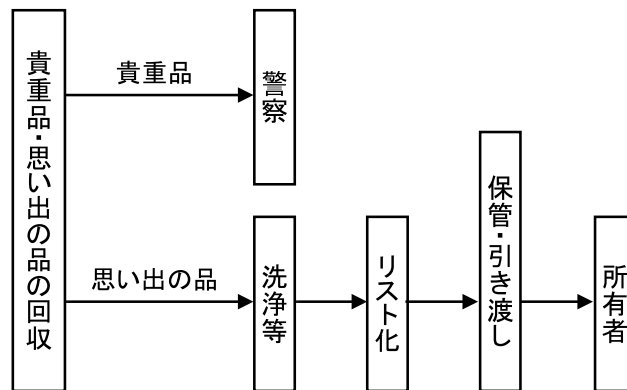 貴重品・思い出の品の回収
貴重品
警察
思い出の品
洗浄等
リスト化
保管・引き渡し
所有者